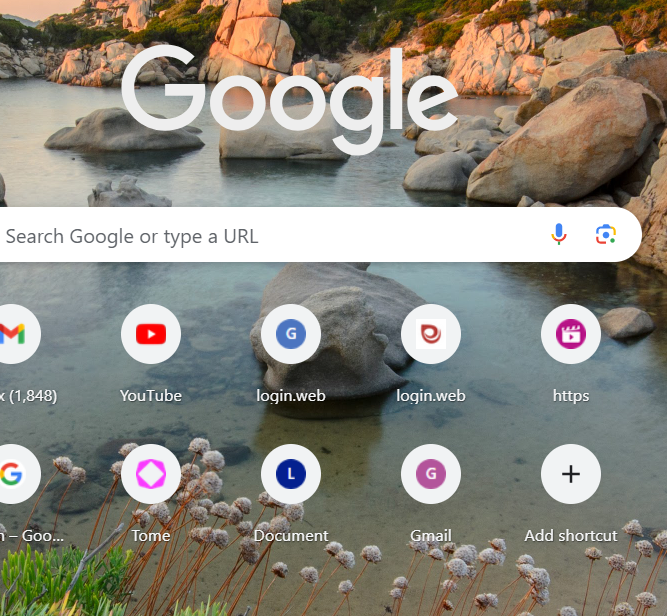 Google
Search Google or type a URL
x (1,848)
YouTube
G
login.web
login.web
https
G
n – Goo...
Tome
L
Document
G
Gmail
Add shortcut